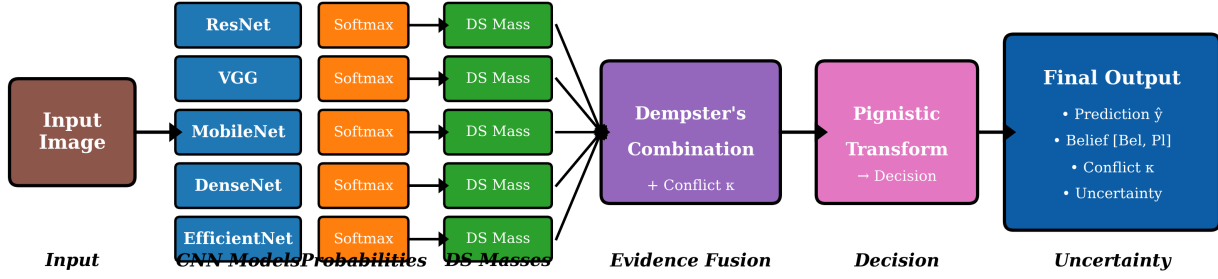 Input
Image
ResNet
Softmax
DS Mass
VGG
Softmax
DS Mass
MobileNet
Softmax
DS Mass
DenseNet
Softmax
DS Mass
EfficientNet
Softmax
DS Mass
Dempster's
Combination
+ Conflict κ
Pignistic
Transform
→ Decision
Final Output
• Prediction ŷ
• Belief [Bel, Pl]
• Conflict κ
• Uncertainty
Input
CNN Models
Probabilities
DS Masses
Evidence Fusion
Decision
Uncertainty